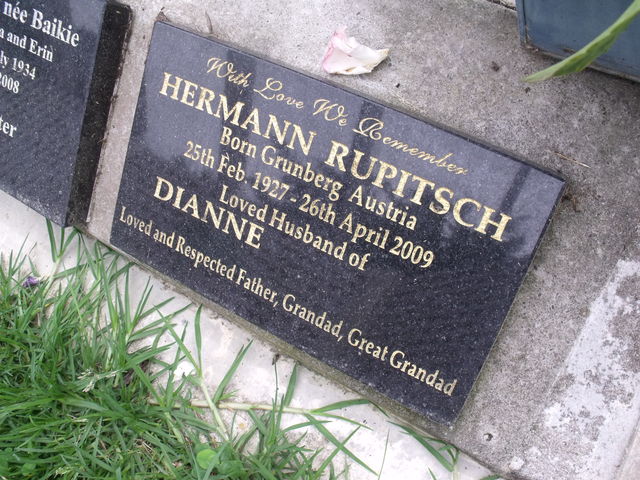 née Baikie
and Erin
ly 1934
2008
ter
With Love We Remember
HERMANN RUPITSCH
Born Grunberg Austria
25th Feb. 1927 - 26th April 2009
Loved Husband of
DIANNE
Loved and Respected Father, Grandad, Great Grandad